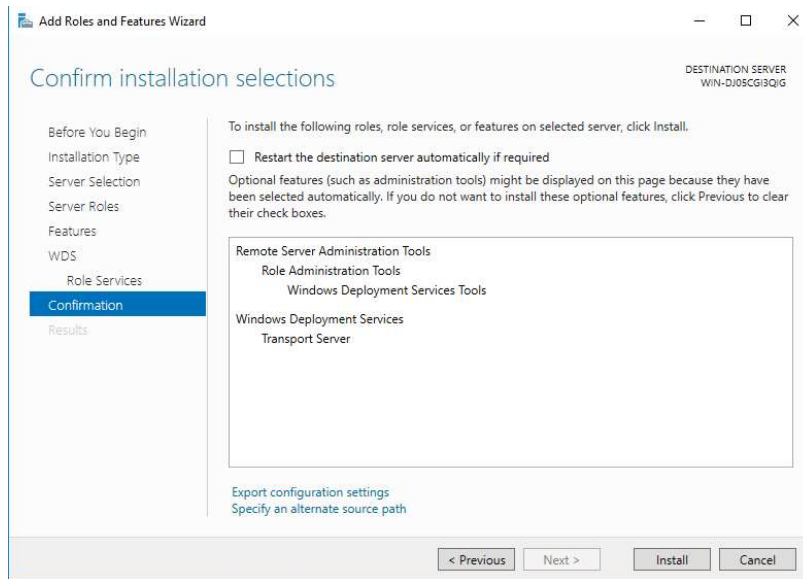 Add Roles and Features Wizard
Confirm installation selections
DESTINATION SERVER
WIN-DJ05CGI3QIG
Before You Begin
Installation Type
Server Selection
Server Roles
Features
WDS
Role Services
Confirmation
Results
To install the following roles, role services, or features on selected server, click Install.
Restart the destination server automatically if required
Optional features (such as administration tools) might be displayed on this page because they have
been selected automatically. If you do not want to install these optional features, click Previous to clear
their check boxes.
Remote Server Administration Tools
Role Administration Tools
Windows Deployment Services Tools
Windows Deployment Services
Transport Server
Export configuration settings
Specify an alternate source path
< Previous
Next >
Install
Cancel